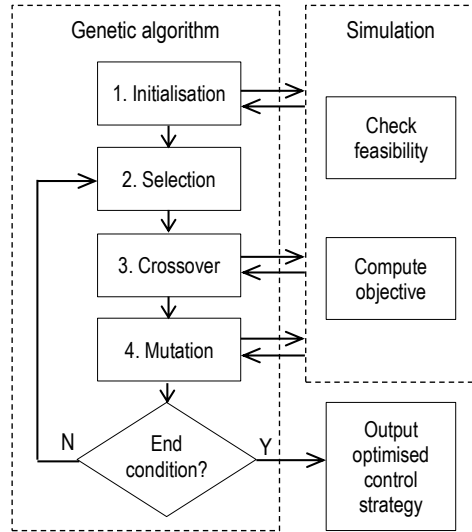 Genetic algorithm
Simulation
1. Initialisation
Check
feasibility
2. Selection
3. Crossover
Compute
objective
4. Mutation
N
End
condition?
Y
Output
optimised
control
strategy